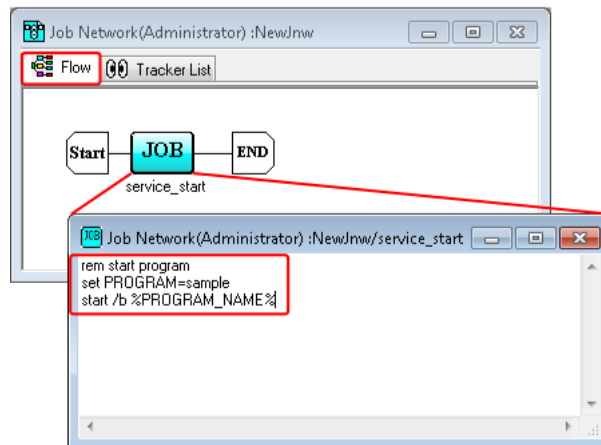 Job Network(Administrator) :NewJnw
Flow
Tracker List
Start
JOB
END
service_start
JOB
Job Network(Administrator) :NewJnw/service_start
rem start program
set PROGRAM=sample
start /b %PROGRAM_NAME%